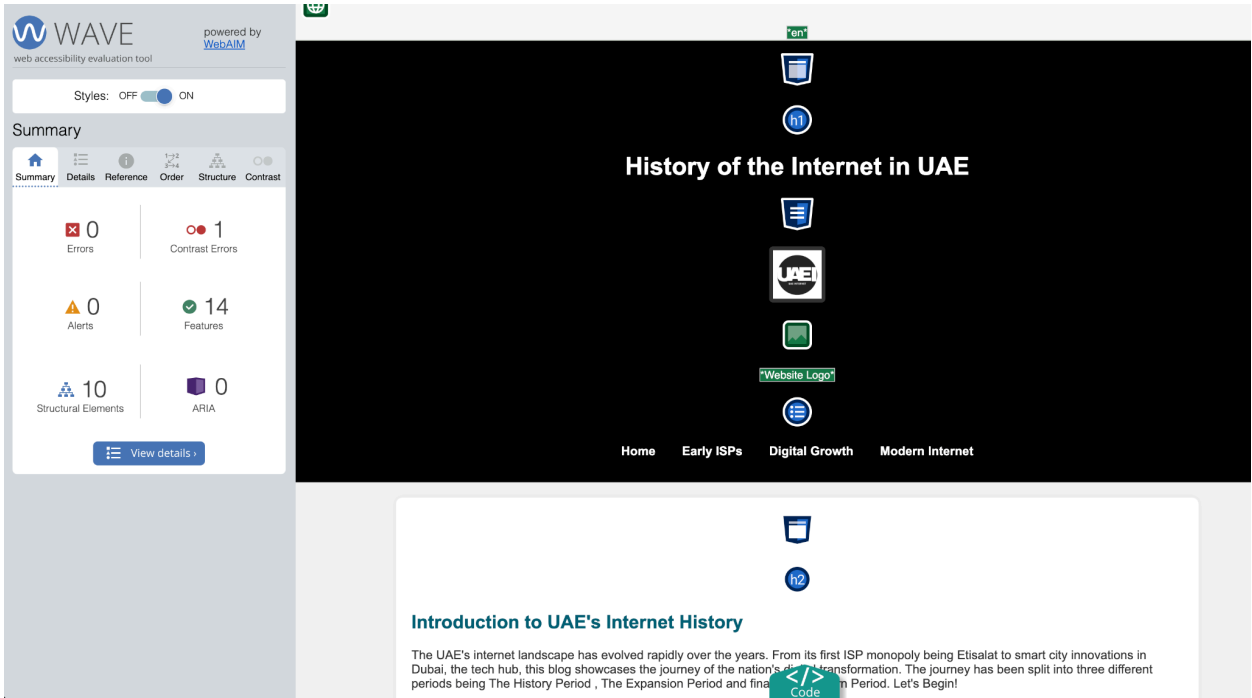 WAVE
powered by
WebAIM
web accessibility evaluation tool
Styles: OFF ON
Summary
Summary Details Reference Order Structure Contrast
0
Errors
1
Contrast Errors
0
Alerts
14
Features
10
Structural Elements
0
ARIA
View details ›
*en*
h1
History of the Internet in UAE
UAEI
*Website Logo*
Home Early ISPs Digital Growth Modern Internet
h2
Introduction to UAE's Internet History
The UAE's internet landscape has evolved rapidly over the years. From its first ISP monopoly being Etisalat to smart city innovations in
Dubai, the tech hub, this blog showcases the journey of the nation's transformation. The journey has been split into three different
periods being The History Period , The Expansion Period and Period. Let's Begin!
</> 
Code